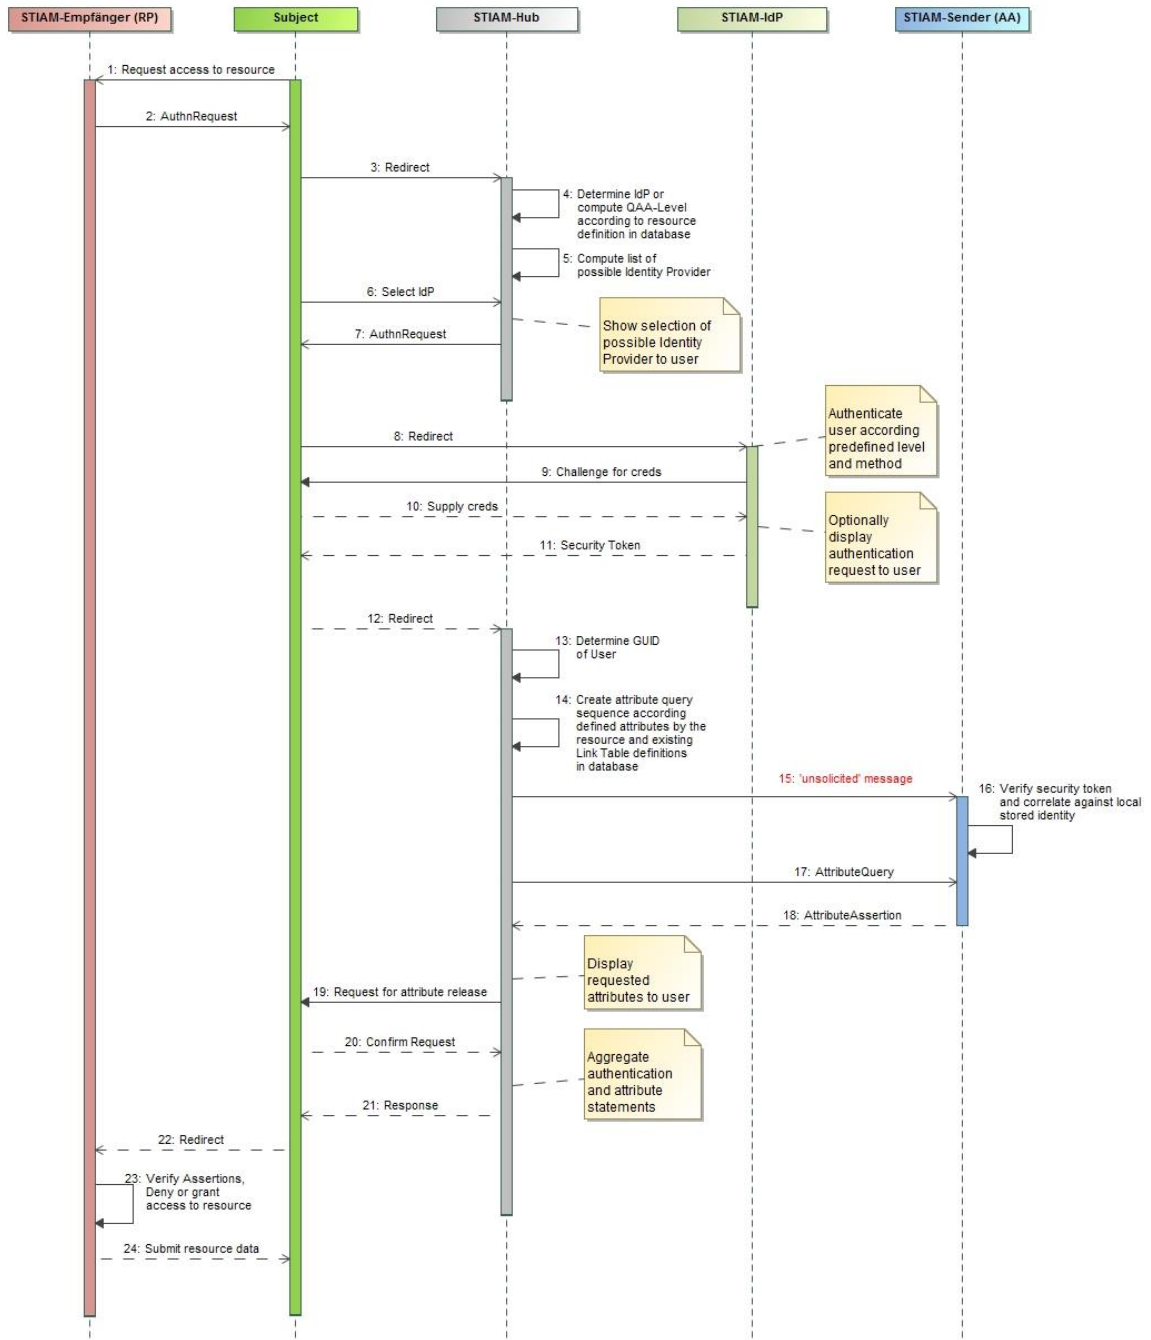 STIAM-Empfänger (RP)
Subject
STIAM-Hub
STIAM-IdP
STIAM-Sender (AA)
1: Request access to resource
2: AuthnRequest
3: Redirect
4: Determine IdP or
compute QAA-Level
according to resource
definition in database
5: Compute list of
possible Identity Provider
6: Select IdP
Show selection of
possible Identity
Provider to user
7: AuthnRequest
Authenticate
user according
predefined level
and method
8: Redirect
9: Challenge for creds
10: Supply creds
Optionally
display
authentication
request to user
11: Security Token
12: Redirect
13: Determine GUID
of User
14: Create attribute query
sequence according
defined attributes by the
resource and existing
Link Table definitions
in database
15: 'unsolicited' message
16: Verify security token
and correlate against local
stored identity
17: AttributeQuery
18: AttributeAssertion
Display
requested
attributes to user
19: Request for attribute release
20: Confirm Request
Aggregate
authentication
and attribute
statements
21: Response
22: Redirect
23: Verify Assertions,
Deny or grant
access to resource
24: Submit resource data